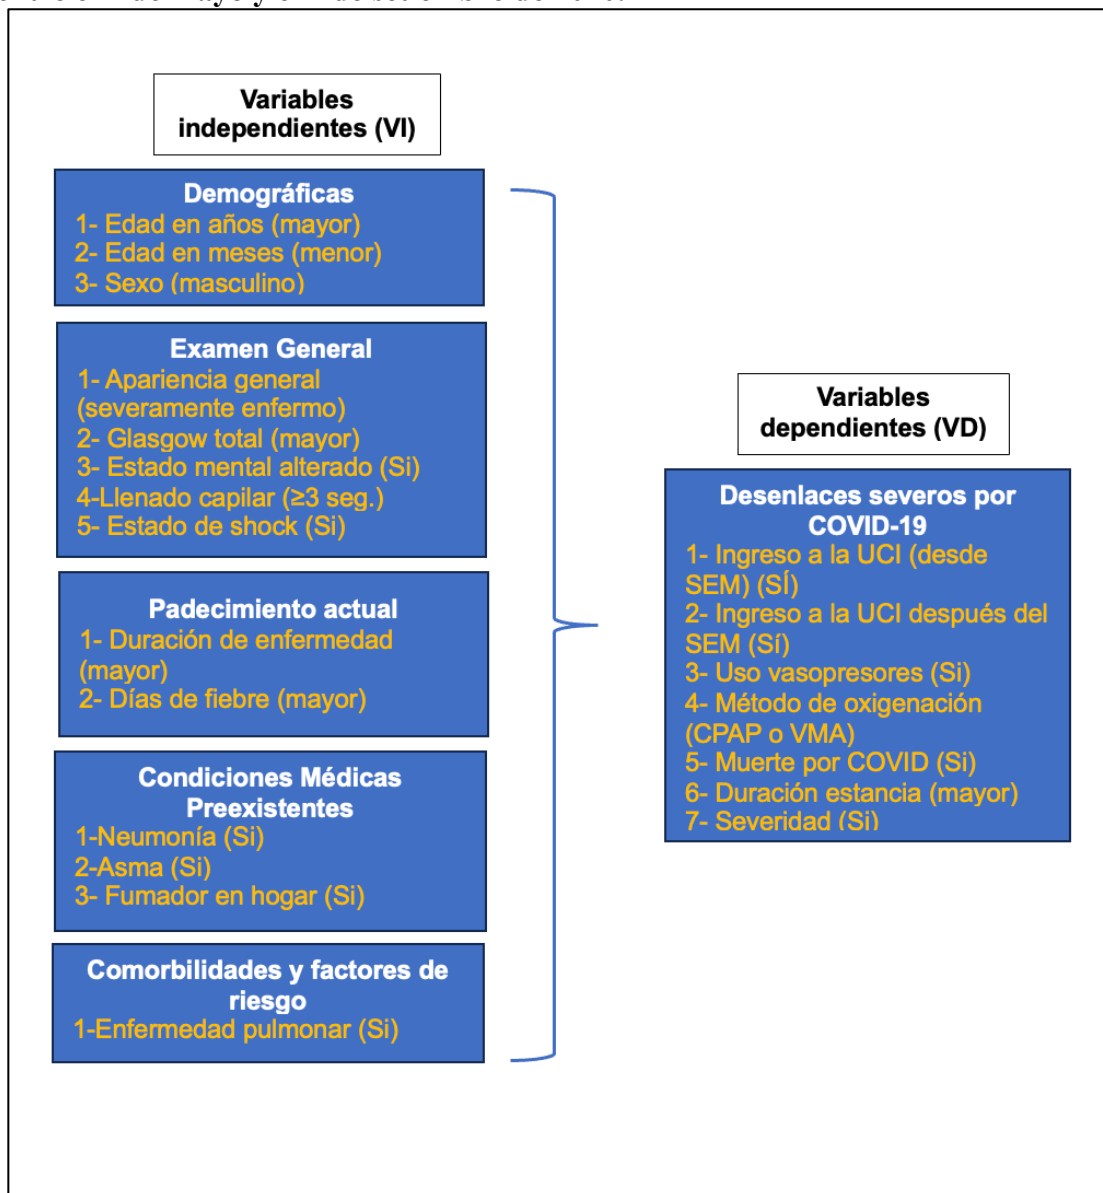 Variables
independientes (VI)
Demográficas
1- Edad en años (mayor)
2- Edad en meses (menor)
3- Sexo (masculino)
Examen General
1- Apariencia general
(severamente enfermo)
2- Glasgow total (mayor)
3- Estado mental alterado (Si)
4-Llenado capilar (≥3 seg.)
5- Estado de shock (Si)
Padecimiento actual
1- Duración de enfermedad
(mayor)
2- Días de fiebre (mayor)
Condiciones Médicas
Preexistentes
1-Neumonía (Si)
2-Asma (Si)
3- Fumador en hogar (Si)
Comorbilidades y factores de
riesgo
1-Enfermedad pulmonar (Si)
Variables
dependientes (VD)
Desenlaces severos por
COVID-19
1- Ingreso a la UCI (desde
SEM) (SÍ)
2- Ingreso a la UCI después del
SEM (Sí)
3- Uso vasopresores (Si)
4- Método de oxigenación
(CPAP o VMA)
5- Muerte por COVID (Si)
6- Duración estancia (mayor)
7- Severidad (Si)